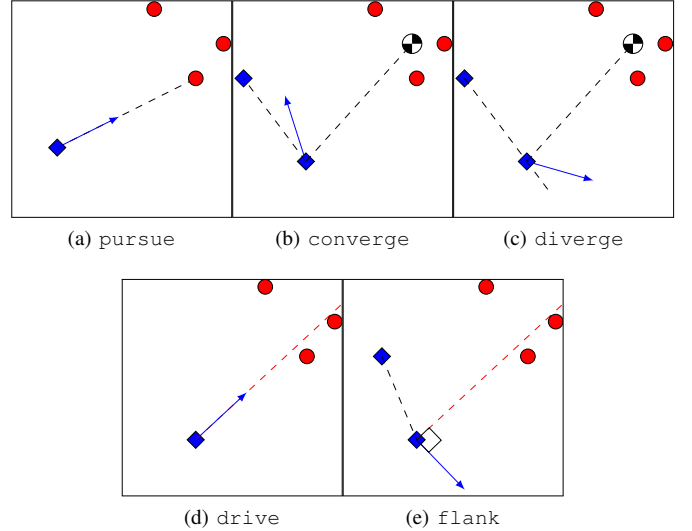 (a) pursue
(b) converge
(c) diverge
(d) drive
(e) flank